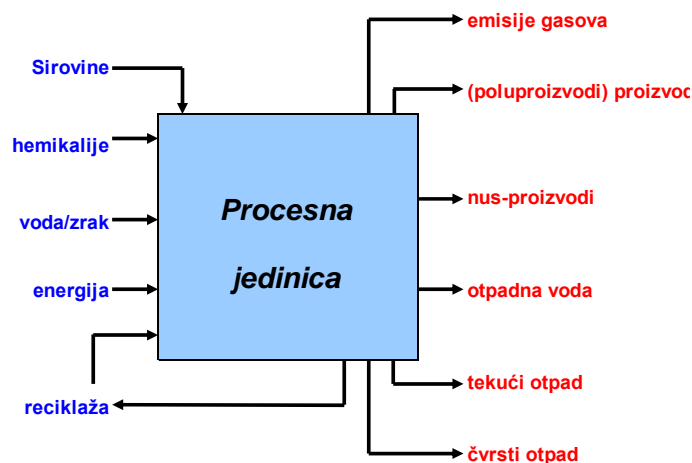 emisije gasova
Sirovine
(poluproizvodi) proizvod
hemikalije
Procesna
jedinica
nus-proizvodi
voda/zrak
energija
otpadna voda
tekući otpad
reciklaža
čvrsti otpad